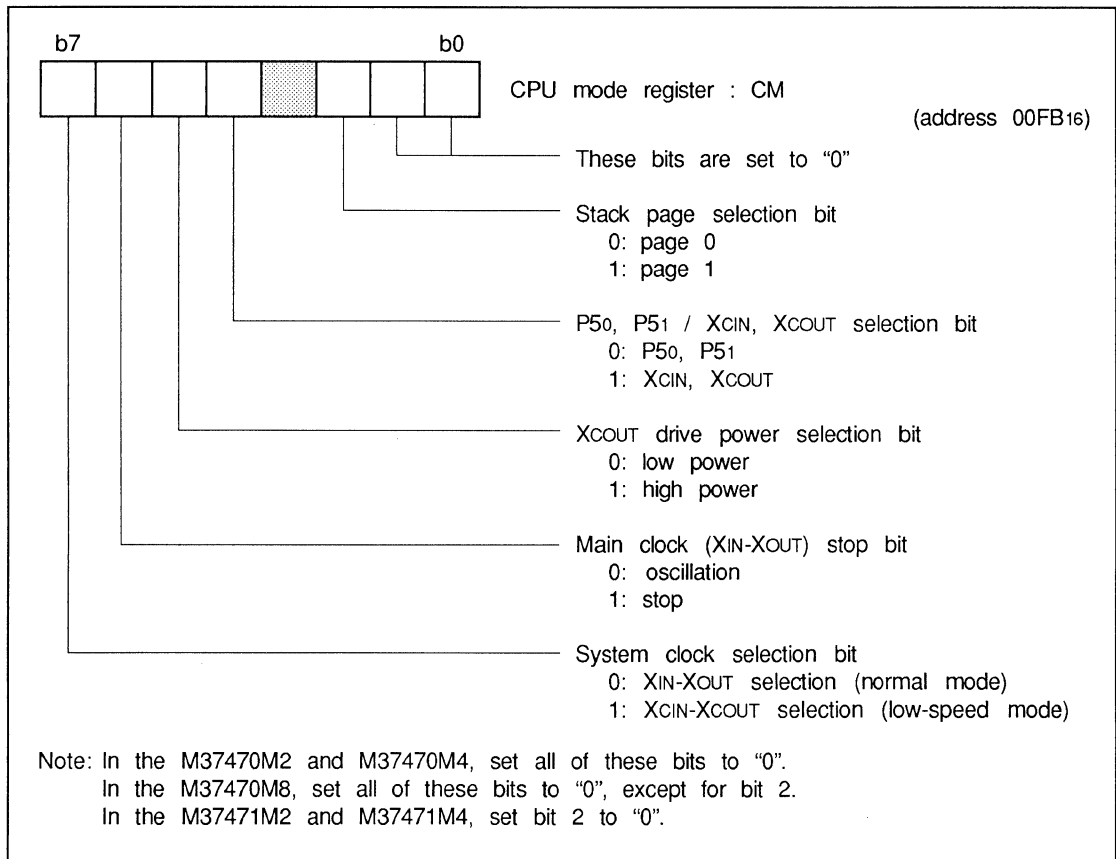 b7 b0
CPU mode register : CM
(address 00FB16)
These bits are set to “0”
Stack page selection bit
0: page 0
1: page 1
P50, P51 / XCIN, XCOUT selection bit
0: P50, P51
1: XCIN, XCOUT
XCOUT drive power selection bit
0: low power
1: high power
Main clock (XIN-XOUT) stop bit
0: oscillation
1: stop
System clock selection bit
0: XIN-XOUT selection (normal mode)
1: XCIN-XCOUT selection (low-speed mode)
Note: In the M37470M2 and M37470M4, set all of these bits to “0”.
In the M37470M8, set all of these bits to “0”, except for bit 2.
In the M37471M2 and M37471M4, set bit 2 to “0”.